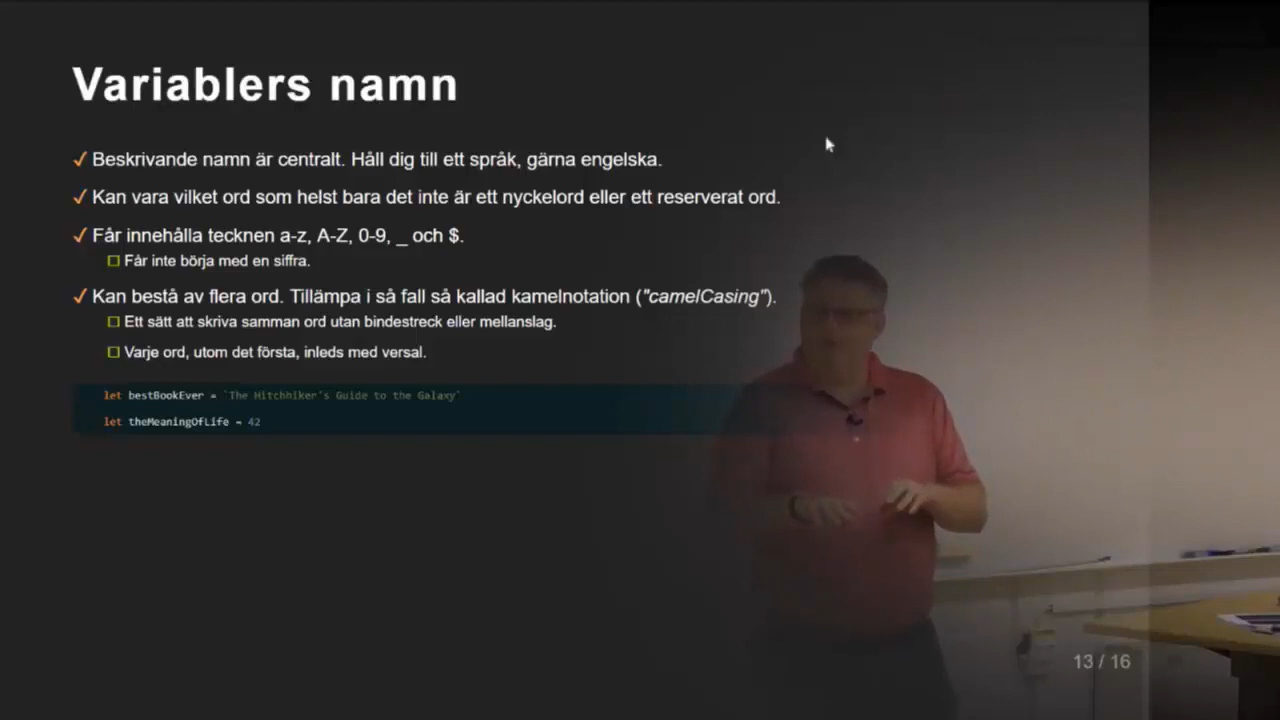 Variablers namn
✓ Beskrivande namn är centralt. Håll dig till ett språk, gärna engelska.
✓ Kan vara vilket ord som helst bara det inte är ett nyckelord eller ett reserverat ord.
✓ Får innehålla tecknen a-z, A-Z, 0-9, _ och $.
☐ Får inte börja med en siffra.
✓ Kan bestå av flera ord. Tillämpa i så fall så kallad kamelnotation ("camelCasing").
☐ Ett sätt att skriva samman ord utan bindestreck eller mellanslag.
☐ Varje ord, utom det första, inleds med versal.
let bestBookEver = `The Hitchhiker's Guide to the Galaxy`
let theMeaningOfLife = 42
13 / 16